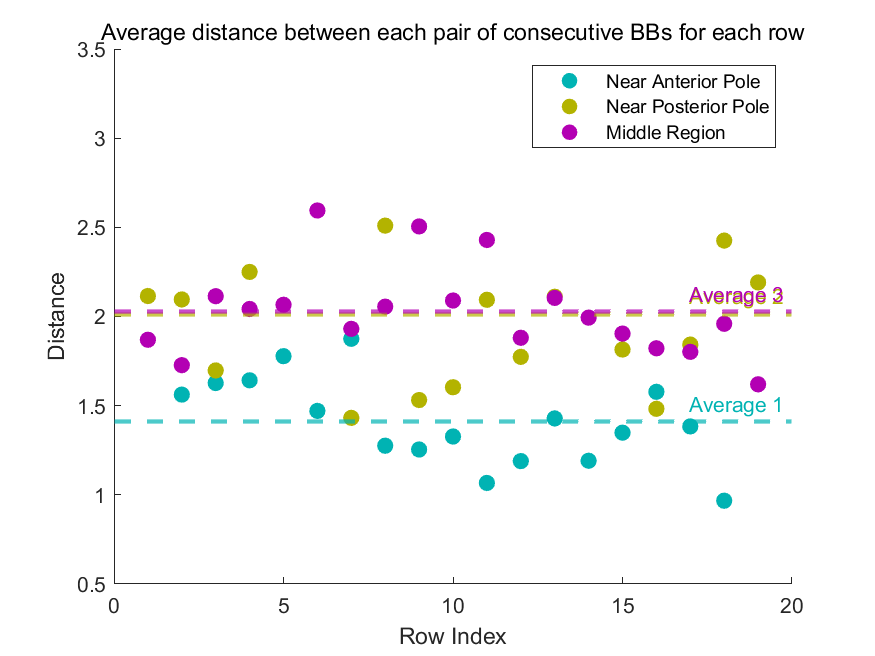 Average distance between each pair of consecutive BBs for each row
3.5
3
2.5
2
1.5
1
0.5
Distance
Near Anterior Pole
Near Posterior Pole
Middle Region
Average 3
Average 1
0
5
10
15
20
Row Index